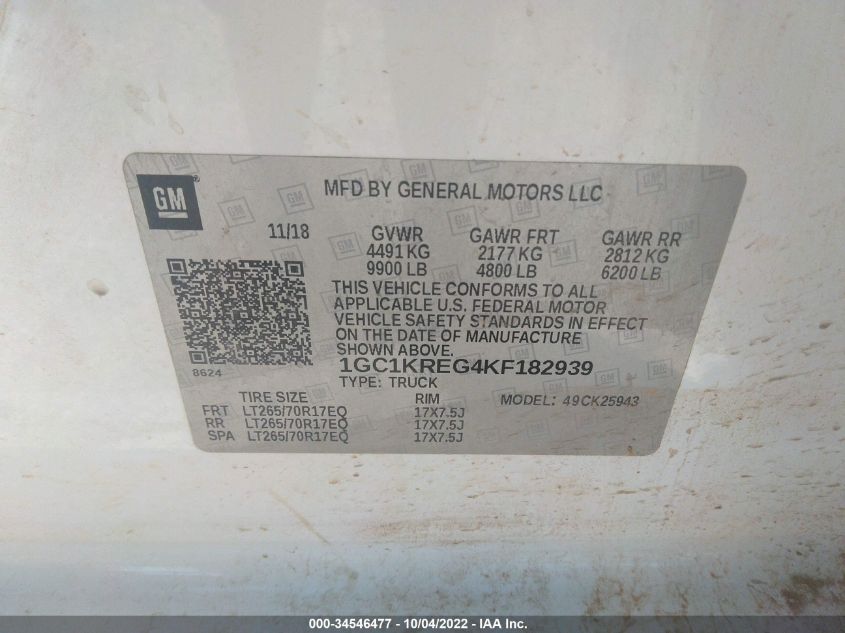 GM
MFD BY GENERAL MOTORS LLC
11/18 GVWR GAWR FRT GAWR RR
4491 KG 2177 KG 2812 KG
9900 LB 4800 LB 6200 LB
THIS VEHICLE CONFORMS TO ALL
APPLICABLE U.S. FEDERAL MOTOR
VEHICLE SAFETY STANDARDS IN EFFECT
ON THE DATE OF MANUFACTURE
SHOWN ABOVE.
8624
1GC1KREG4KF182939
TYPE: TRUCK
TIRE SIZE RIM MODEL: 49CK25943
FRT LT265/70R17EQ 17X7.5J
RR LT265/70R17EQ 17X7.5J
SPA LT265/70R17EQ 17X7.5J
000-34546477 - 10/04/2022 - IAA Inc.